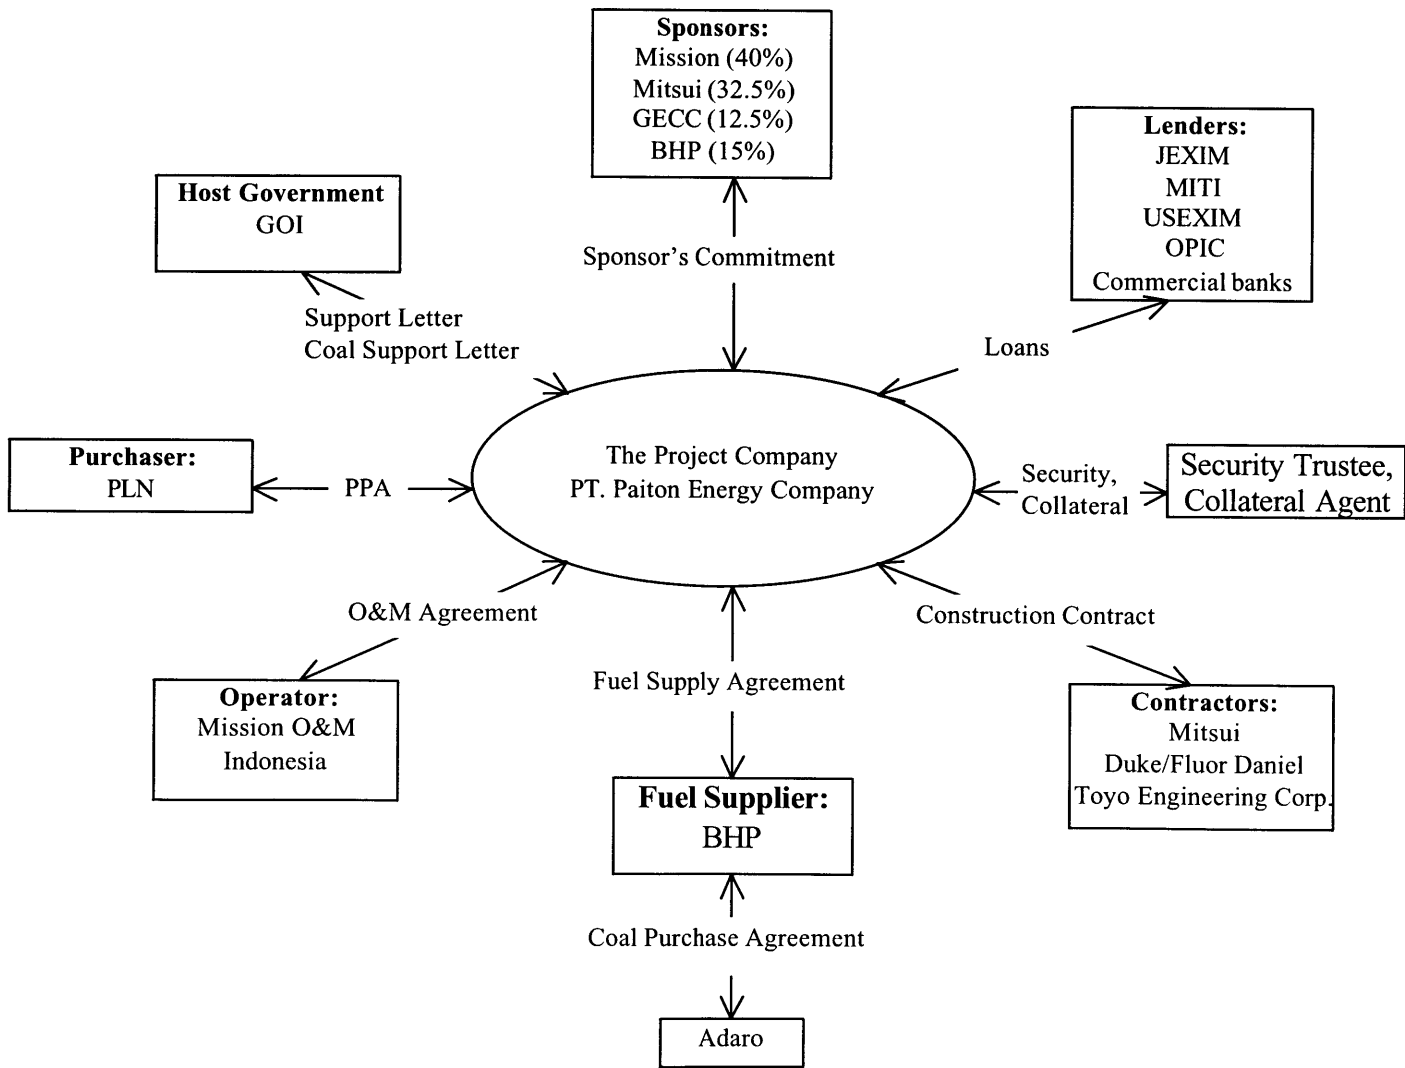 Sponsors:
Mission (40%)
Mitsui (32.5%)
GECC (12.5%)
BHP (15%)
Lenders:
JEXIM
MITI
USEXIM
OPIC
Commercial banks
Host Government
GOI
Sponsor's Commitment
Support Letter
Coal Support Letter
Loans
Purchaser:
PLN
PPA
The Project Company
PT. Paiton Energy Company
Security,
Collateral
Security Trustee,
Collateral Agent
O&M Agreement
Construction Contract
Fuel Supply Agreement
Operator:
Mission O&M
Indonesia
Contractors:
Mitsui
Duke/Fluor Daniel
Toyo Engineering Corp.
Fuel Supplier:
BHP
Coal Purchase Agreement
Adaro